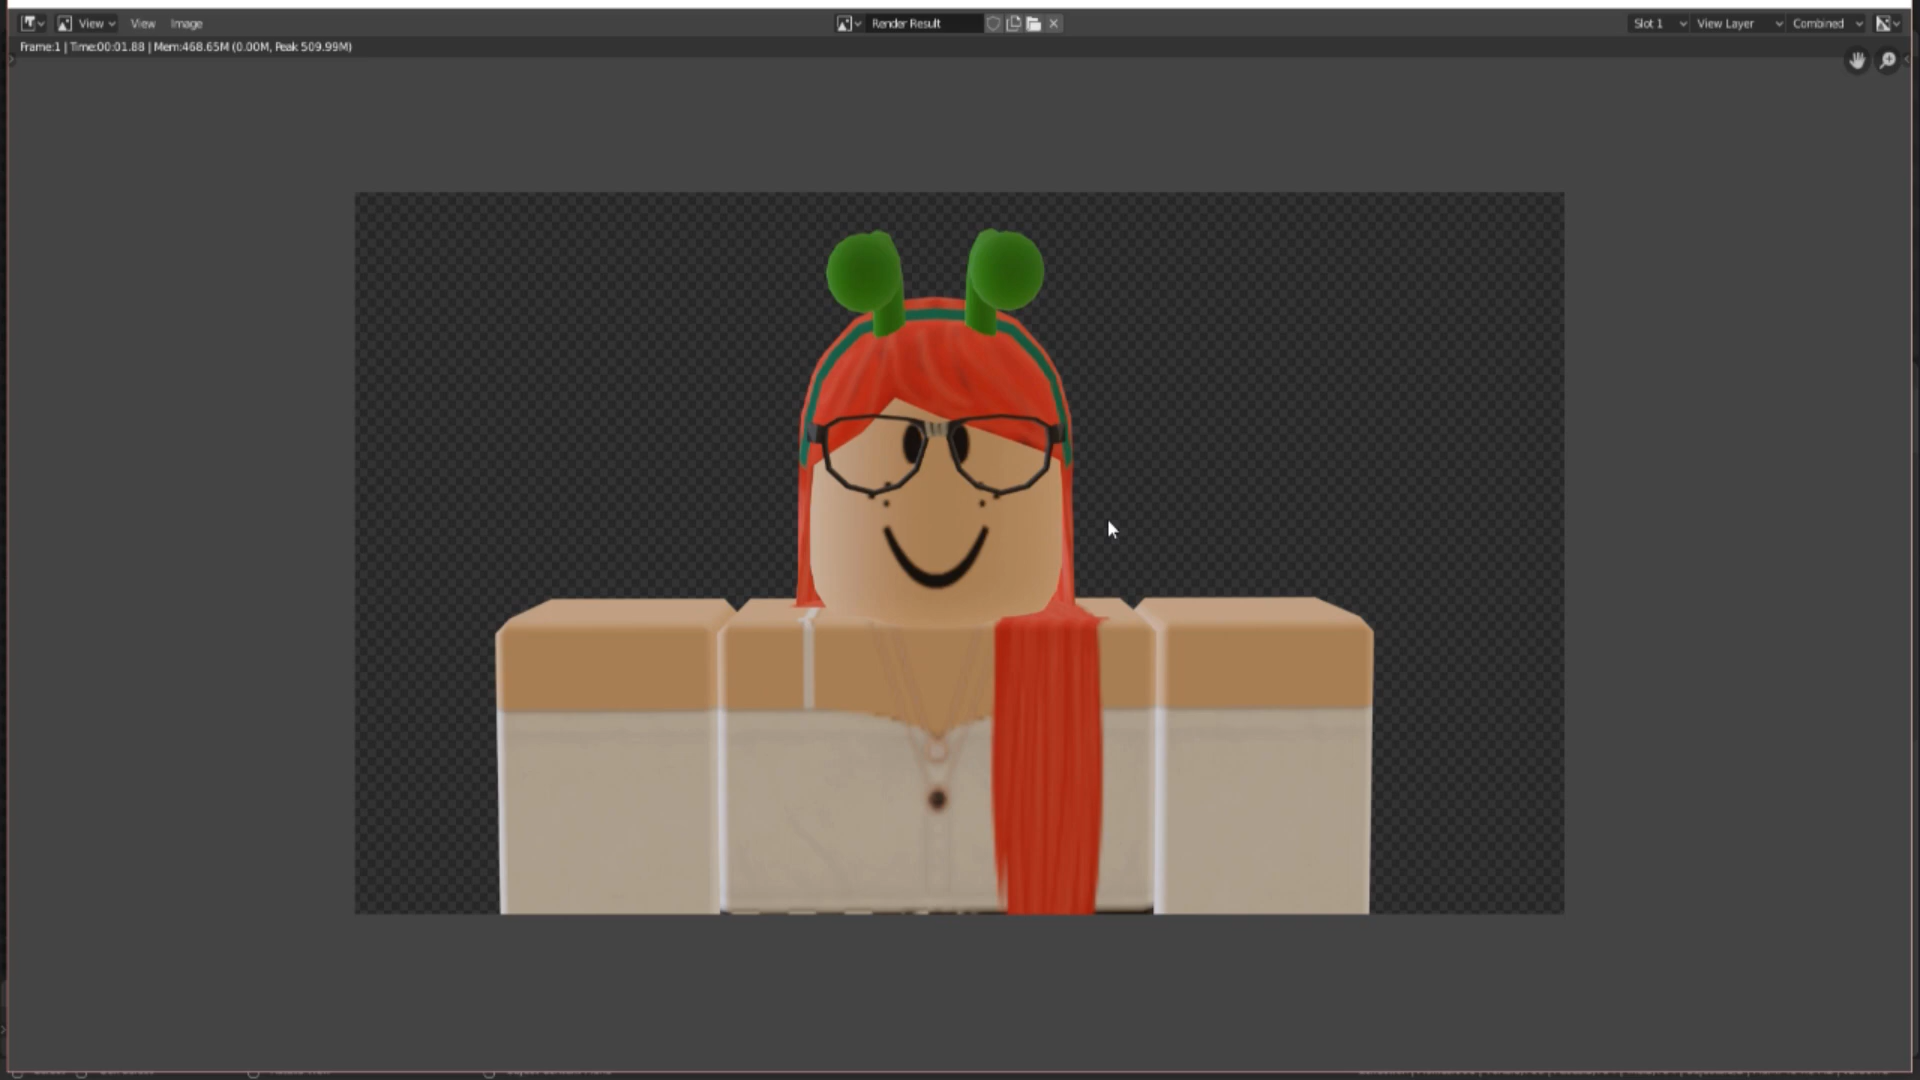 View View Image Render Result Slot 1 View Layer Combined
Frame:1 | Time:00:01.88 | Mem:468.65M (0.00M, Peak 509.99M)